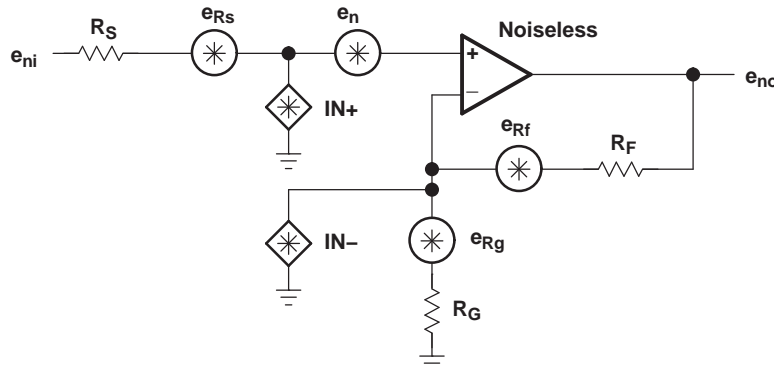 Noiseless
eni
RS
eRs
en
+
−
eno
IN+
eRf
RF
IN−
eRg
RG